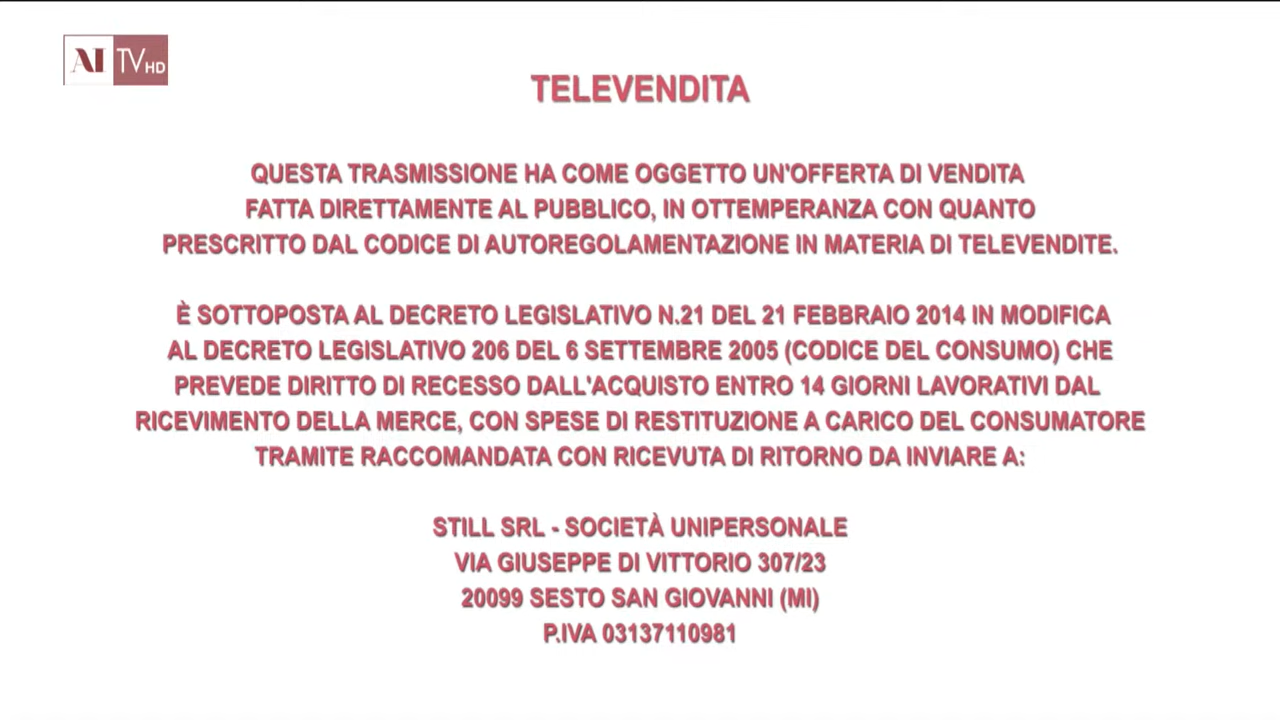 AI TV HD
TELEVENDITA
QUESTA TRASMISSIONE HA COME OGGETTO UN'OFFERTA DI VENDITA
FATTA DIRETTAMENTE AL PUBBLICO, IN OTTEMPERANZA CON QUANTO
PRESCRITTO DAL CODICE DI AUTOREGOLAMENTAZIONE IN MATERIA DI TELEVENDITE.
È SOTTOPOSTA AL DECRETO LEGISLATIVO N.21 DEL 21 FEBBRAIO 2014 IN MODIFICA
AL DECRETO LEGISLATIVO 206 DEL 6 SETTEMBRE 2005 (CODICE DEL CONSUMO) CHE
PREVEDE DIRITTO DI RECESSO DALL'ACQUISTO ENTRO 14 GIORNI LAVORATIVI DAL
RICEVIMENTO DELLA MERCE, CON SPESE DI RESTITUZIONE A CARICO DEL CONSUMATORE
TRAMITE RACCOMANDATA CON RICEVUTA DI RITORNO DA INVIARE A:
STILL SRL - SOCIETÀ UNIPERSONALE
VIA GIUSEPPE DI VITTORIO 307/23
20099 SESTO SAN GIOVANNI (MI)
P.IVA 03137110981